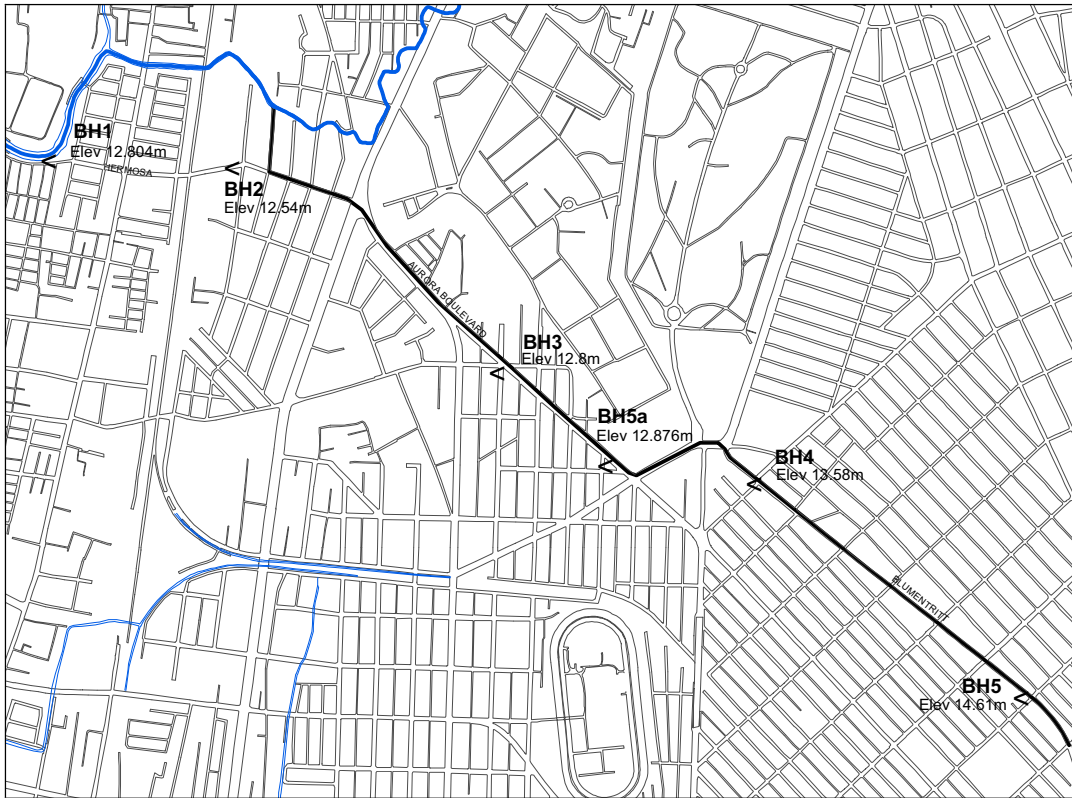 BH1
Elev 12.804m
HERMOSA
BH2
Elev 12.54m
AURORA BOULEVARD
BH3
Elev 12.8m
BH5a
Elev 12.876m
BH4
Elev 13.58m
BLUMENTRITT
BH5
Elev 14.61m